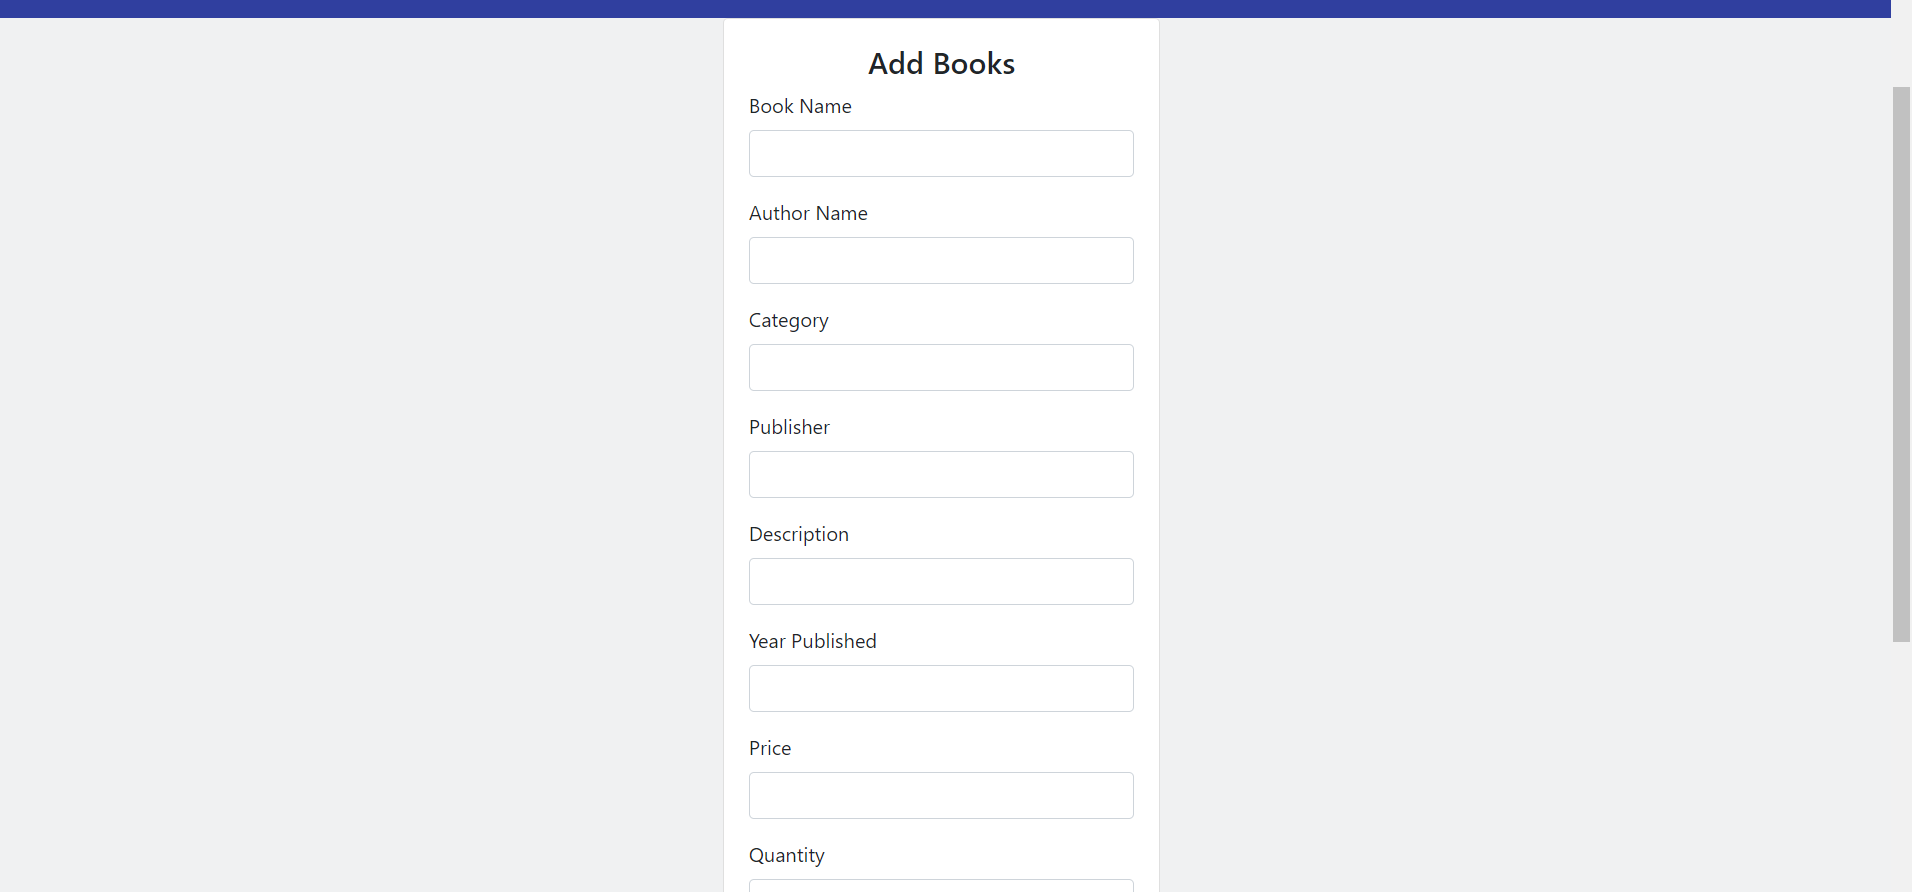 Add Books
Book Name
Author Name
Category
Publisher
Description
Year Published
Price
Quantity